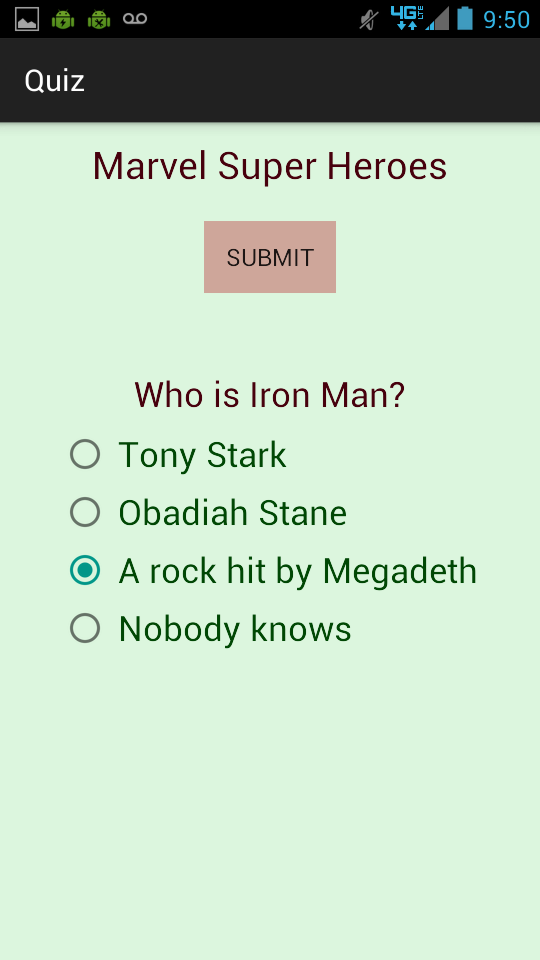 4G LTE 9:50
Quiz
Marvel Super Heroes
SUBMIT
Who is Iron Man?
Tony Stark
Obadiah Stane
A rock hit by Megadeth
Nobody knows